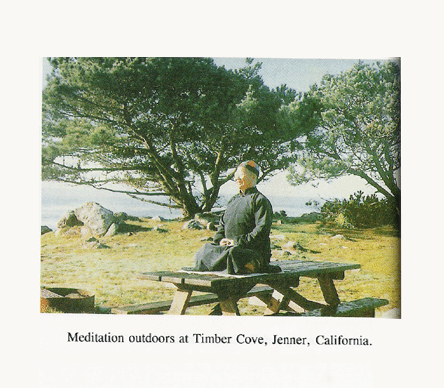 Meditation outdoors at Timber Cove, Jenner, California.